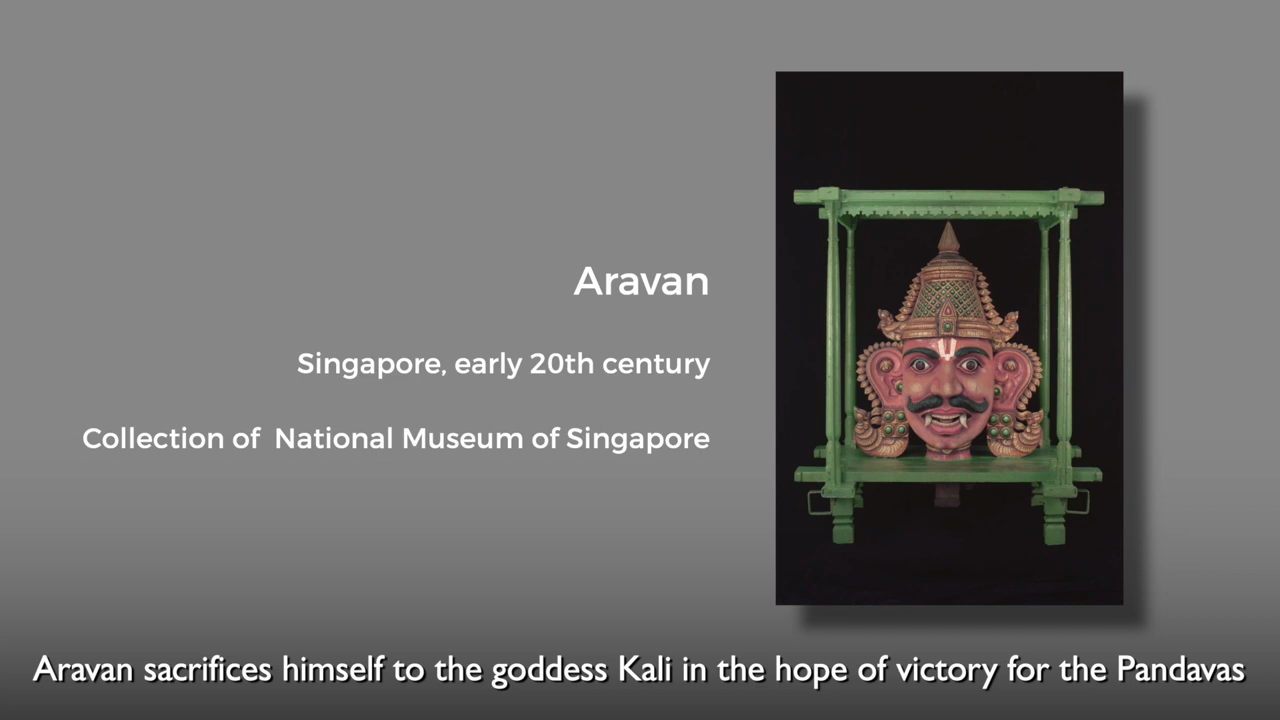 Aravan
Singapore, early 20th century
Collection of National Museum of Singapore
Aravan sacrifices himself to the goddess Kali in the hope of victory for the Pandavas